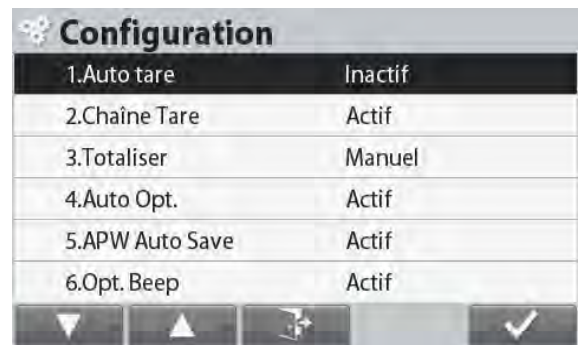 Configuration
1.Auto tare Inactif
2.Chaîne Tare Actif
3.Totaliser Manuel
4.Auto Opt. Actif
5.APW Auto Save Actif
6.Opt. Beep Actif